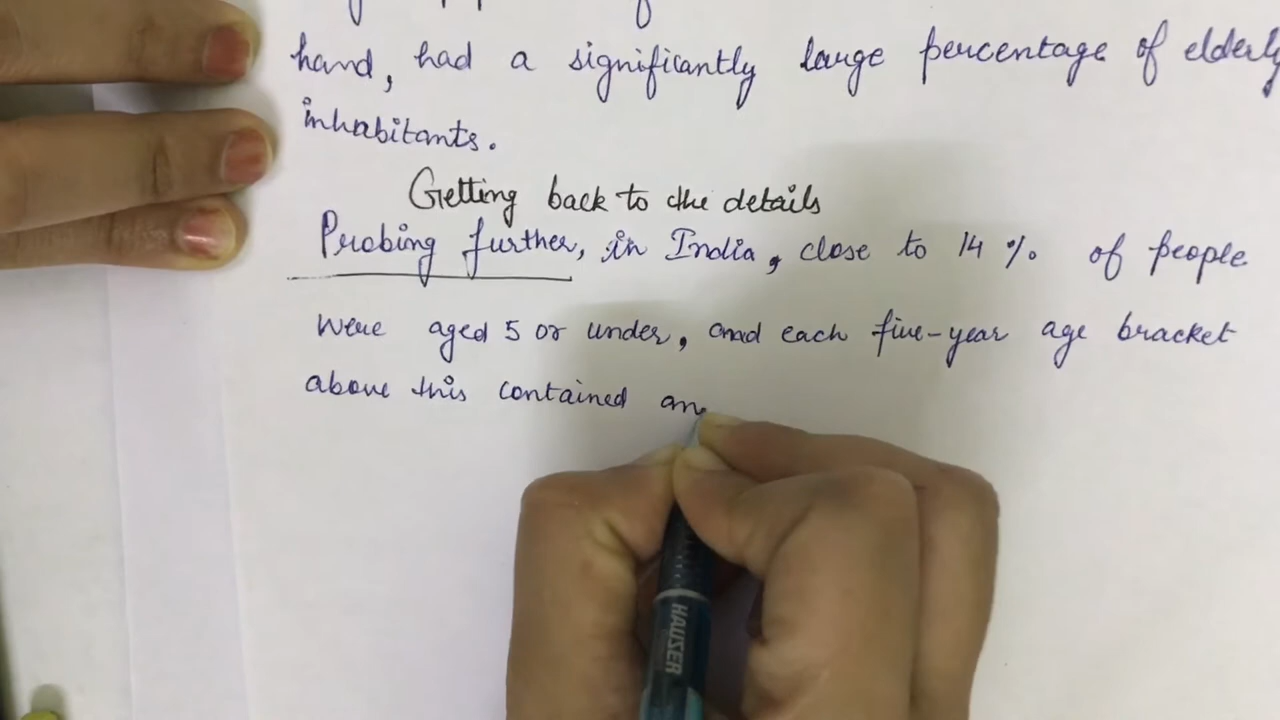 hand, had a significantly large percentage of elderly
inhabitants.
Getting back to the details
Probing further, in India, close to 14% of people
were aged 5 or under, and each five-year age bracket
above this contained an
HAUSER